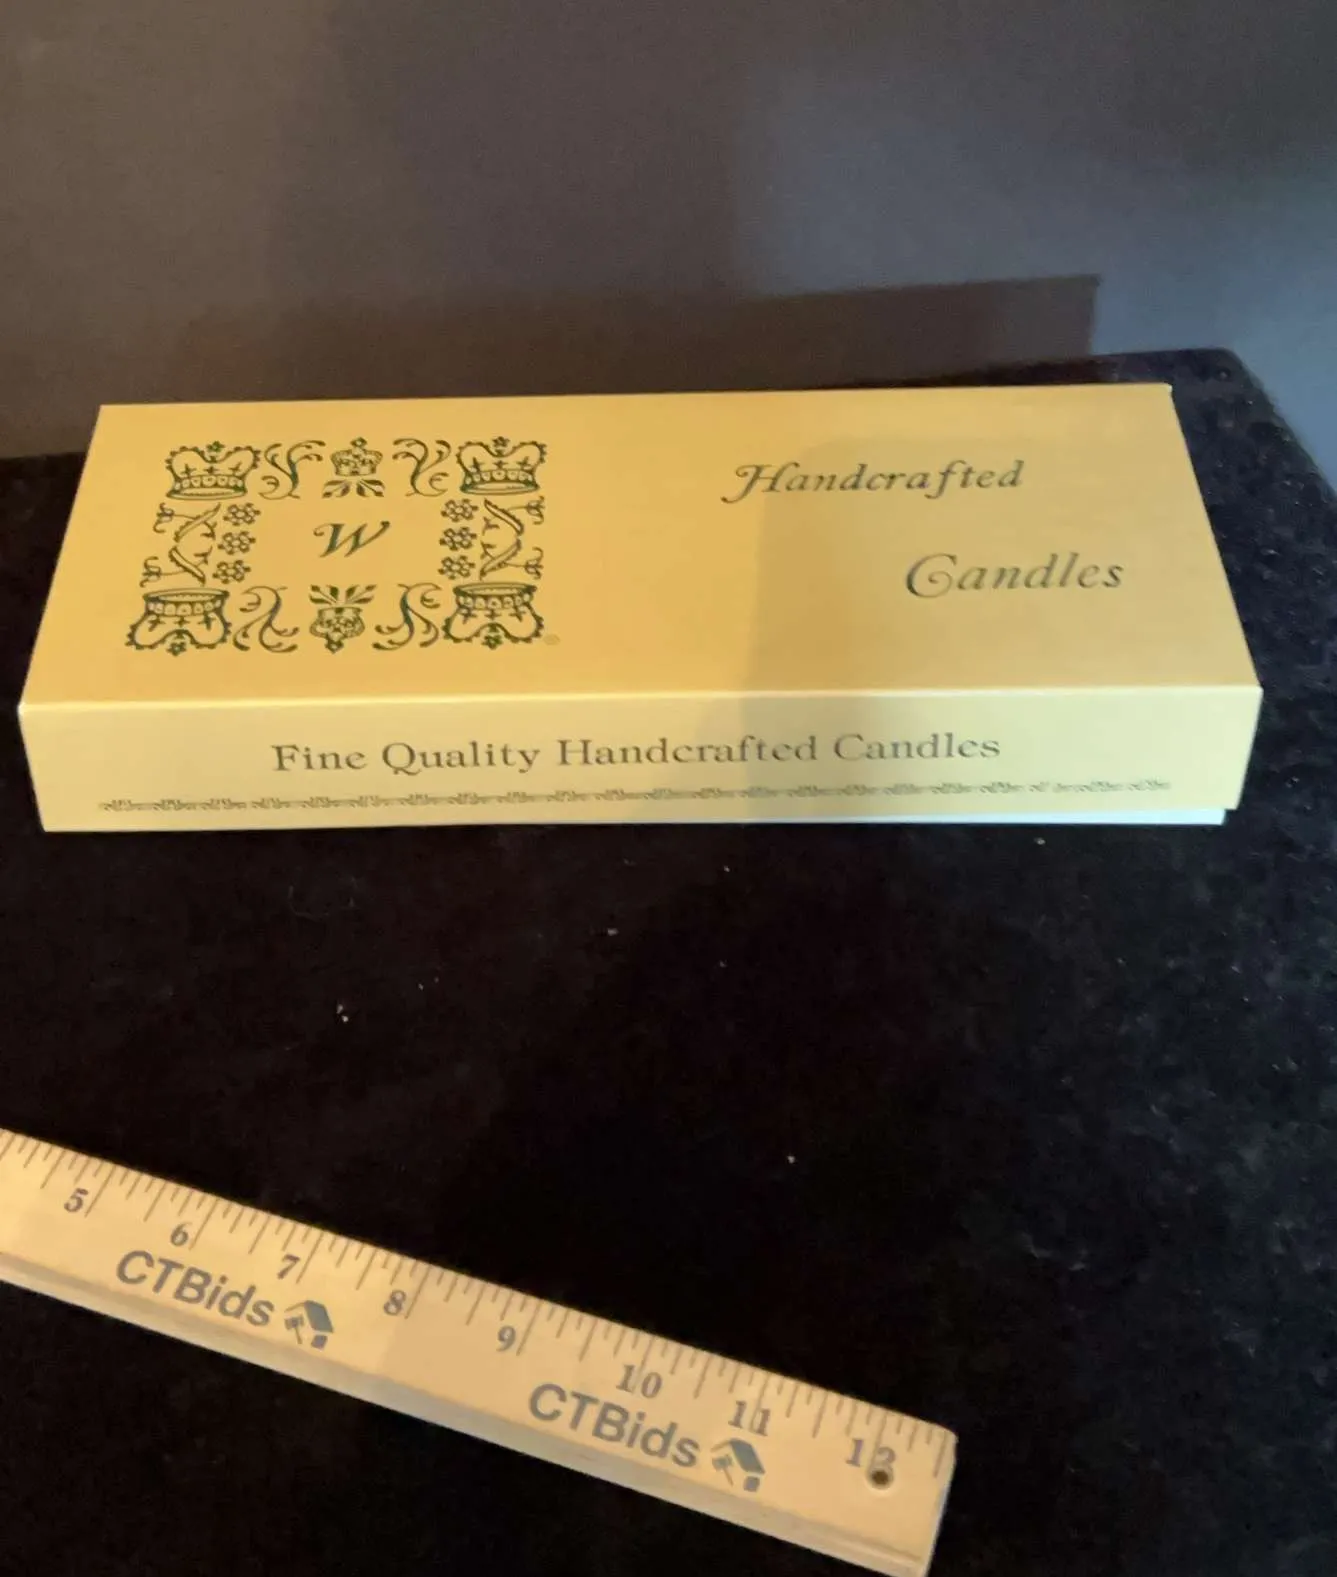 W
Handcrafted
Candles
®
Fine Quality Handcrafted Candles
5 6 7 8 9 10 11 12
CTBids CTBids